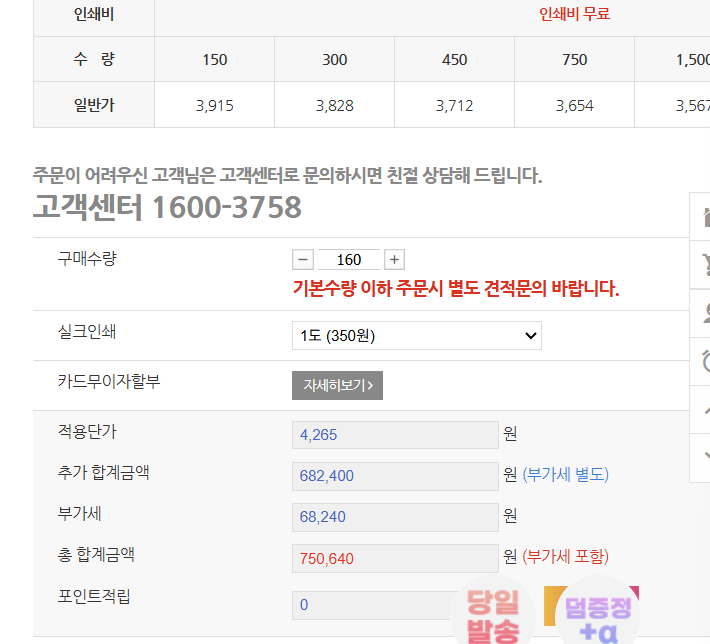 인쇄비 인쇄비 무료
수 량 150 300 450 750 1,500
일반가 3,915 3,828 3,712 3,654 3,567
주문이 어려우신 고객님은 고객센터로 문의하시면 친절 상담해 드립니다.
고객센터 1600-3758
구매수량 － 160 +
기본수량 이하 주문시 별도 견적문의 바랍니다.
실크인쇄 1도 (350원)
카드무이자할부 자세히보기 >
적용단가 4,265 원
추가 합계금액 682,400 원 (부가세 별도)
부가세 68,240 원
총 합계금액 750,640 원 (부가세 포함)
포인트적립 0
당일
발송
덤증정
+α